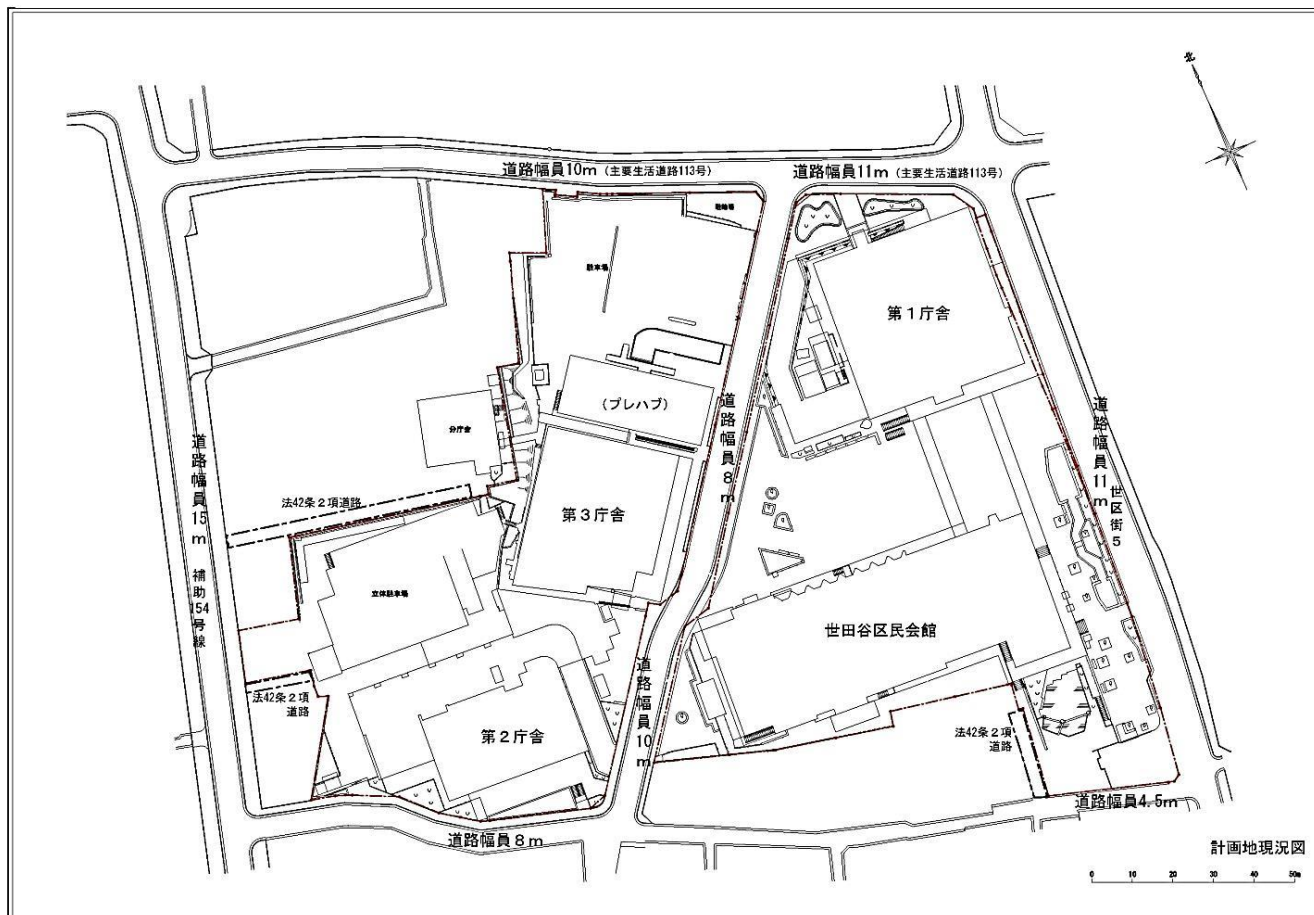 北
道路幅員10m（主要生活道路113号）
道路幅員11m（主要生活道路113号）
駐輪場
駐車場
第１庁舎
（プレハブ）
道路幅員８m
道路幅員11m
世区街５
分庁舎
道路幅員15m
補助154号線
法42条２項道路
第３庁舎
立体駐車場
世田谷区民会館
道路幅員10m
法42条２項
道路
第２庁舎
法42条２項
道路
道路幅員4.5m
道路幅員８m
計画地現況図
0 10 20 30 40 50m